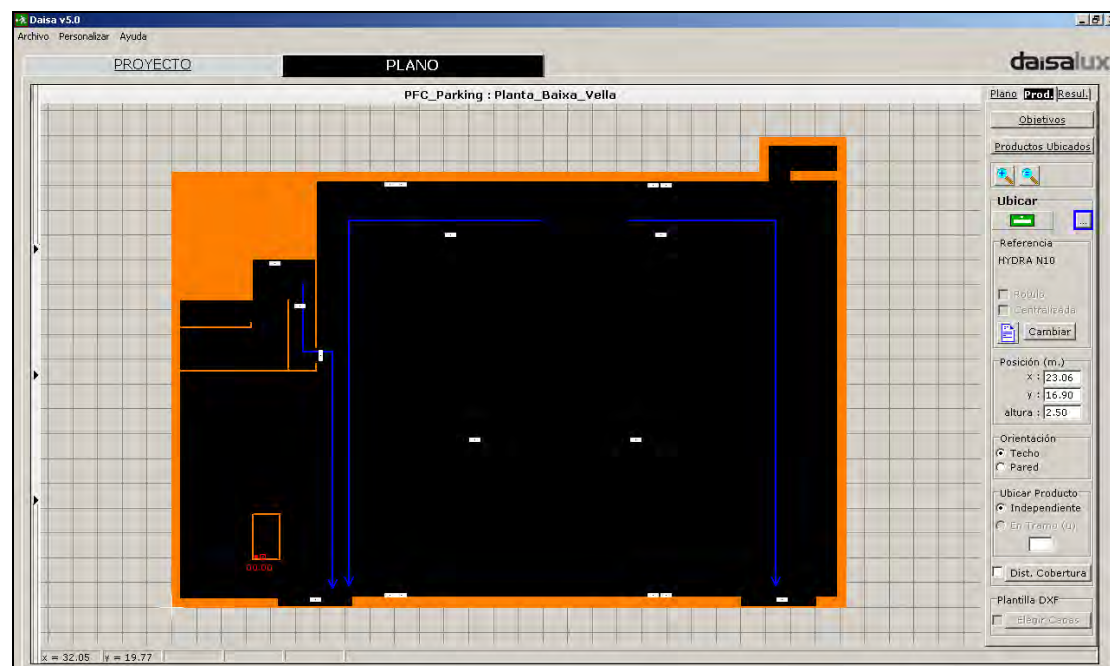 Daisa v5.0
Archivo Personalizar Ayuda
PROYECTO
PLANO
daisalux
PFC_Parking : Planta_Baixa_Vella
Plano Prod. Resul.
Objetivos
Productos Ubicados
Ubicar
...
Referencia
HYDRA N10
Rótulo
Centralizada
Cambiar
Posición (m.)
x : 23.06
y : 16.90
altura : 2.50
Orientación
Techo
Pared
Ubicar Producto
Independiente
En Tramo (u)
Dist. Cobertura
Plantilla DXF
Elegir Capas
00.00
x = 32.05 y = 19.77